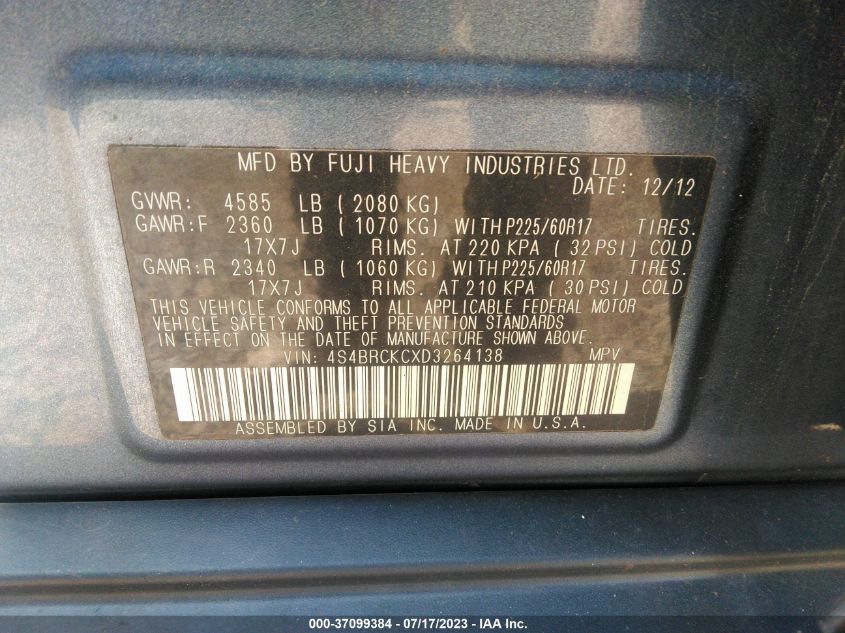 MFD BY FUJI HEAVY INDUSTRIES LTD.
DATE: 12/12
GVWR: 4585 LB ( 2080 KG)
GAWR:F 2360 LB ( 1070 KG) WITH P225/60R17 TIRES.
17X7J RIMS. AT 220 KPA ( 32 PSI) COLD
GAWR:R 2340 LB ( 1060 KG) WITH P225/60R17 TIRES.
17X7J RIMS. AT 210 KPA ( 30 PSI) COLD
THIS VEHICLE CONFORMS TO ALL APPLICABLE FEDERAL MOTOR
VEHICLE SAFETY AND THEFT PREVENTION STANDARDS
IN EFFECT ON THE DATE OF MANUFACTURE SHOWN ABOVE.
VIN: 4S4BRCKCXD3264138 MPV
ASSEMBLED BY SIA INC. MADE IN U.S.A.
000-37099384 - 07/17/2023 - IAA Inc.